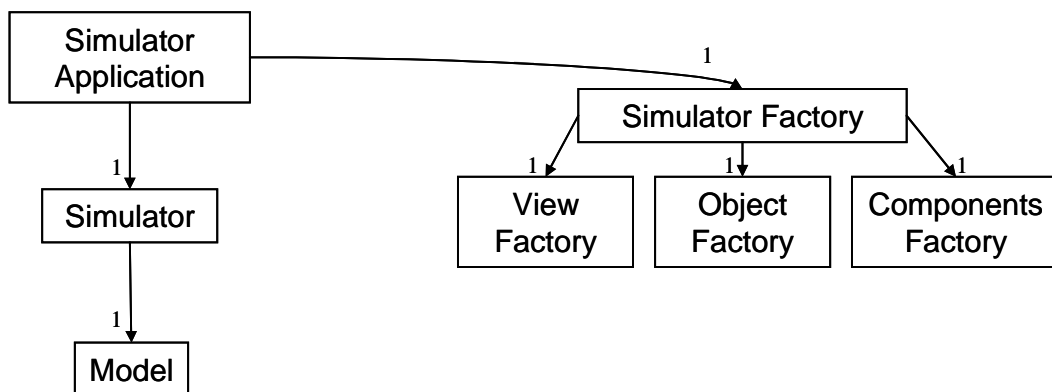 Simulator
Application
1
Simulator Factory
1
1
1
1
View
Factory
Object
Factory
Components
Factory
Simulator
1
Model